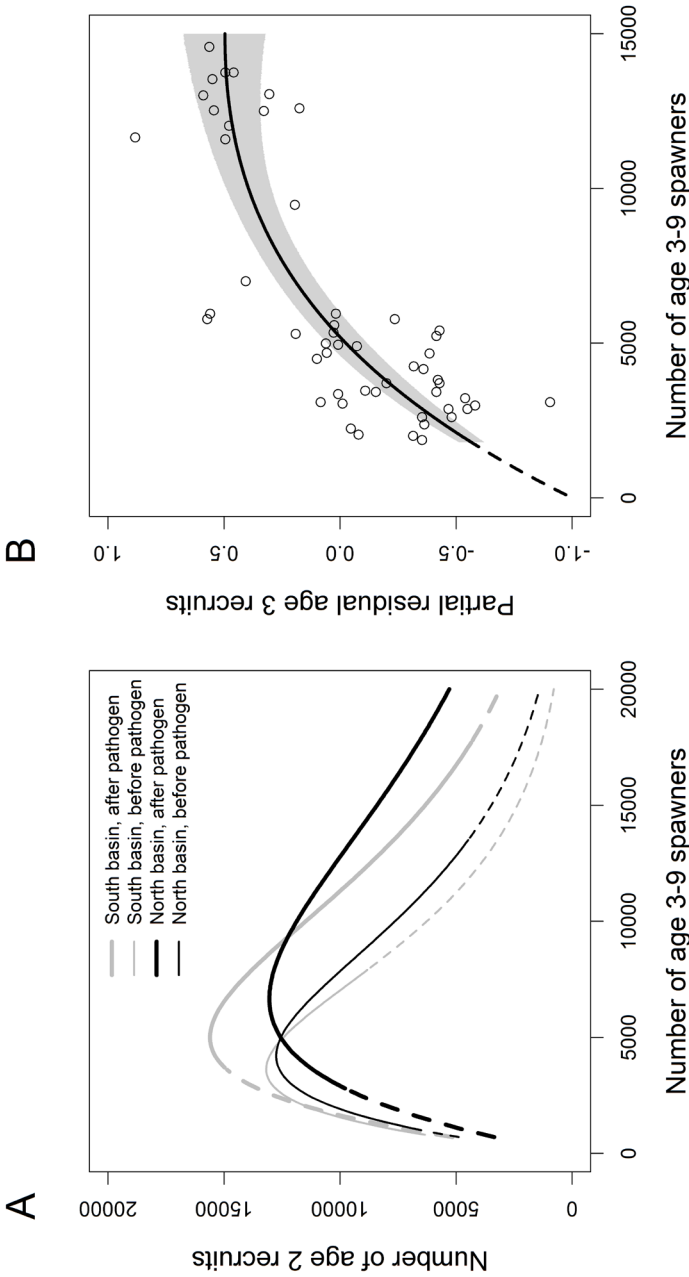 A
Number of age 2 recruits
20000
15000
10000
5000
0
South basin, after pathogen
South basin, before pathogen
North basin, after pathogen
North basin, before pathogen
0 5000 10000 15000 20000
Number of age 3-9 spawners
B
Partial residual age 3 recruits
1.0
0.5
0.0
-0.5
-1.0
0 5000 10000 15000
Number of age 3-9 spawners